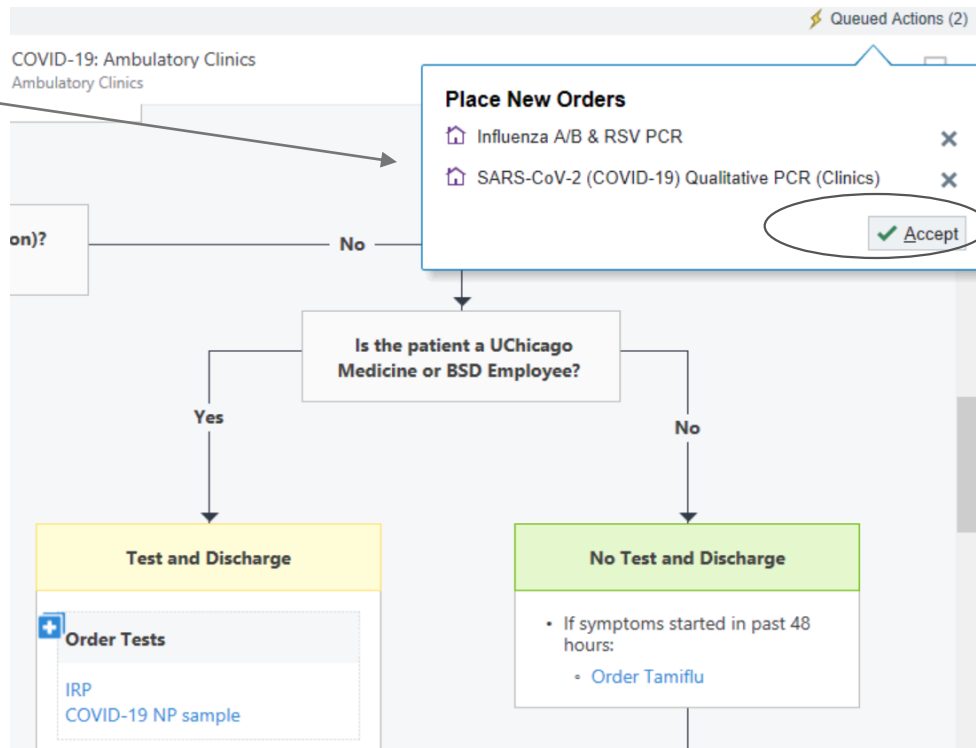 Queued Actions (2)
COVID-19: Ambulatory Clinics
Ambulatory Clinics
Place New Orders
Influenza A/B & RSV PCR
SARS-CoV-2 (COVID-19) Qualitative PCR (Clinics)
Accept
on)?
No
Is the patient a UChicago
Medicine or BSD Employee?
Yes
No
Test and Discharge
No Test and Discharge
Order Tests
IRP
COVID-19 NP sample
• If symptoms started in past 48
hours:
∘ Order Tamiflu